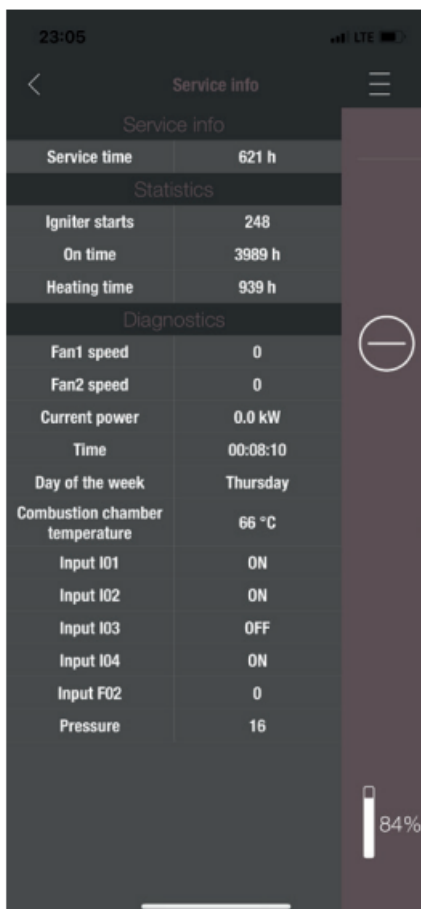 23:05 LTE
Service info
Service info
Service time 621 h
Statistics
Igniter starts 248
On time 3989 h
Heating time 939 h
Diagnostics
Fan1 speed 0
Fan2 speed 0
Current power 0.0 kW
Time 00:08:10
Day of the week Thursday
Combustion chamber
temperature 66 °C
Input I01 ON
Input I02 ON
Input I03 OFF
Input I04 ON
Input F02 0
Pressure 16
84%